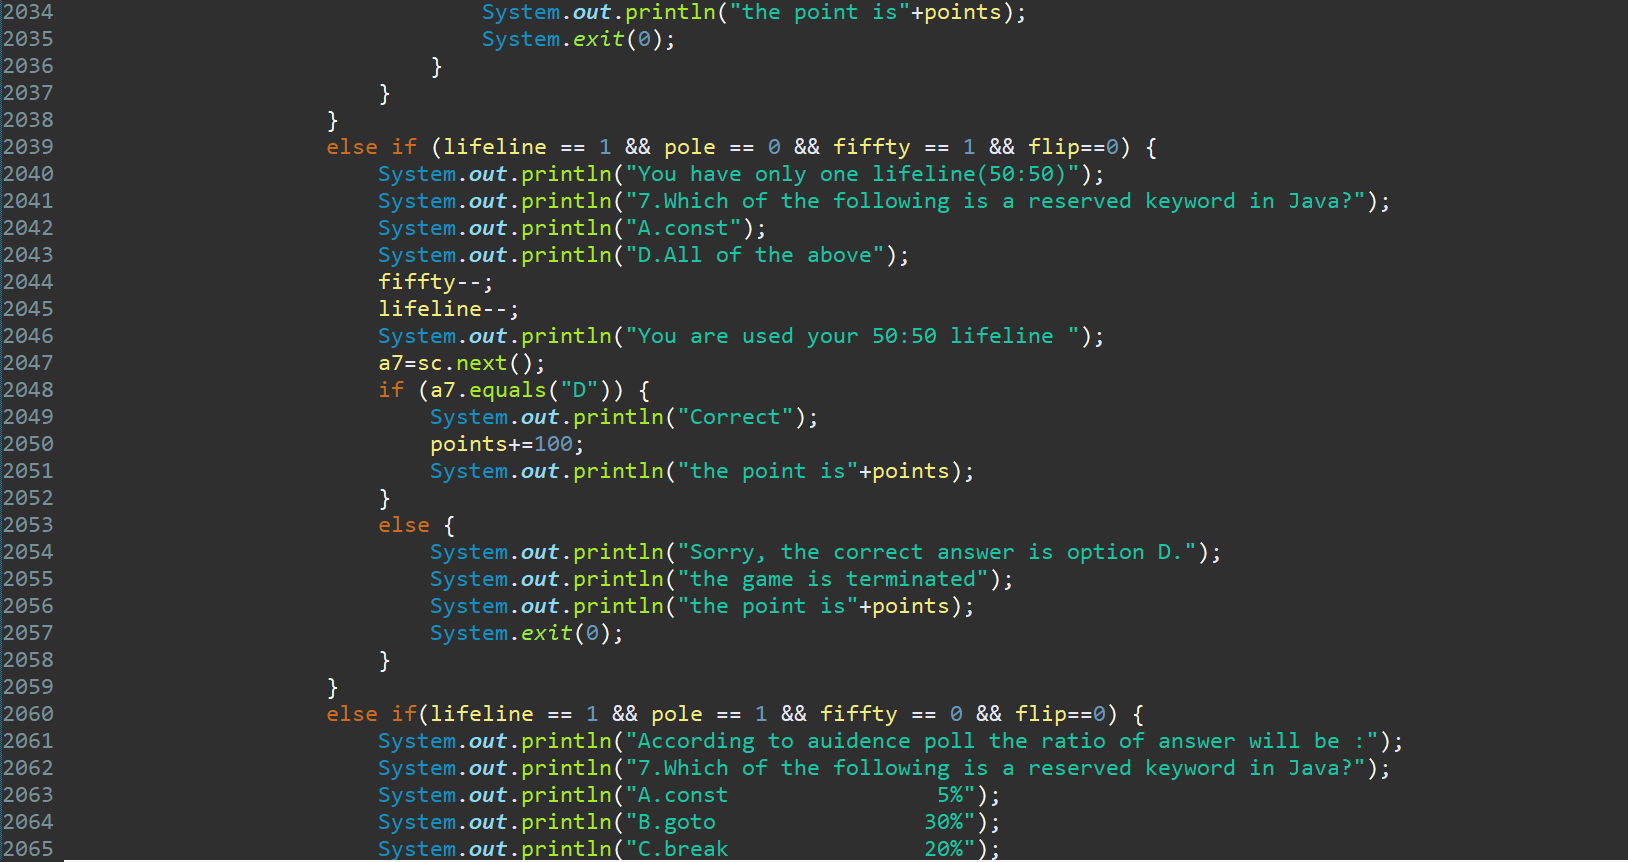 2034 System.out.println("the point is"+points);
2035 System.exit(0);
2036 }
2037 }
2038 }
2039 else if (lifeline == 1 && pole == 0 && fiffty == 1 && flip==0) {
2040 System.out.println("You have only one lifeline(50:50)");
2041 System.out.println("7.Which of the following is a reserved keyword in Java?");
2042 System.out.println("A.const");
2043 System.out.println("D.All of the above");
2044 fiffty--;
2045 lifeline--;
2046 System.out.println("You are used your 50:50 lifeline ");
2047 a7=sc.next();
2048 if (a7.equals("D")) {
2049 System.out.println("Correct");
2050 points+=100;
2051 System.out.println("the point is"+points);
2052 }
2053 else {
2054 System.out.println("Sorry, the correct answer is option D.");
2055 System.out.println("the game is terminated");
2056 System.out.println("the point is"+points);
2057 System.exit(0);
2058 }
2059 }
2060 else if(lifeline == 1 && pole == 1 && fiffty == 0 && flip==0) {
2061 System.out.println("According to auidence poll the ratio of answer will be :");
2062 System.out.println("7.Which of the following is a reserved keyword in Java?");
2063 System.out.println("A.const                5%");
2064 System.out.println("B.goto                30%");
2065 System.out.println("C.break               20%");